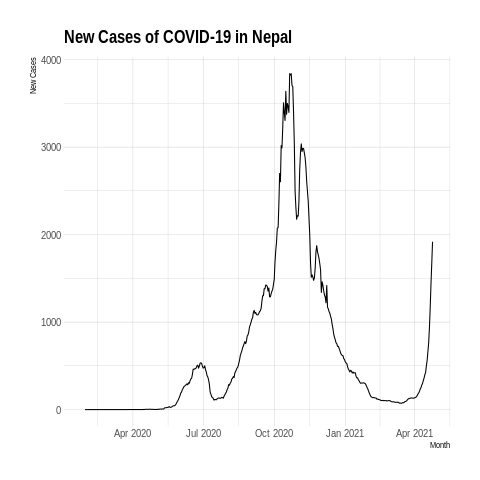 New Cases of COVID-19 in Nepal
New Cases
4000
3000
2000
1000
0
Apr 2020 Jul 2020 Oct 2020 Jan 2021 Apr 2021
Month